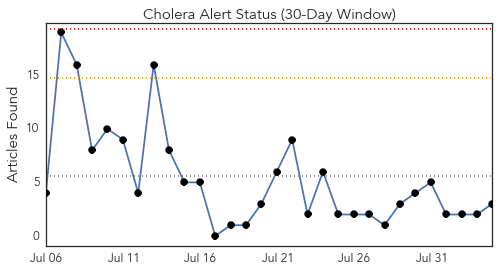 Cholera Alert Status (30-Day Window)
Articles Found
15
10
5
0
Jul 06 Jul 11 Jul 16 Jul 21 Jul 26 Jul 31